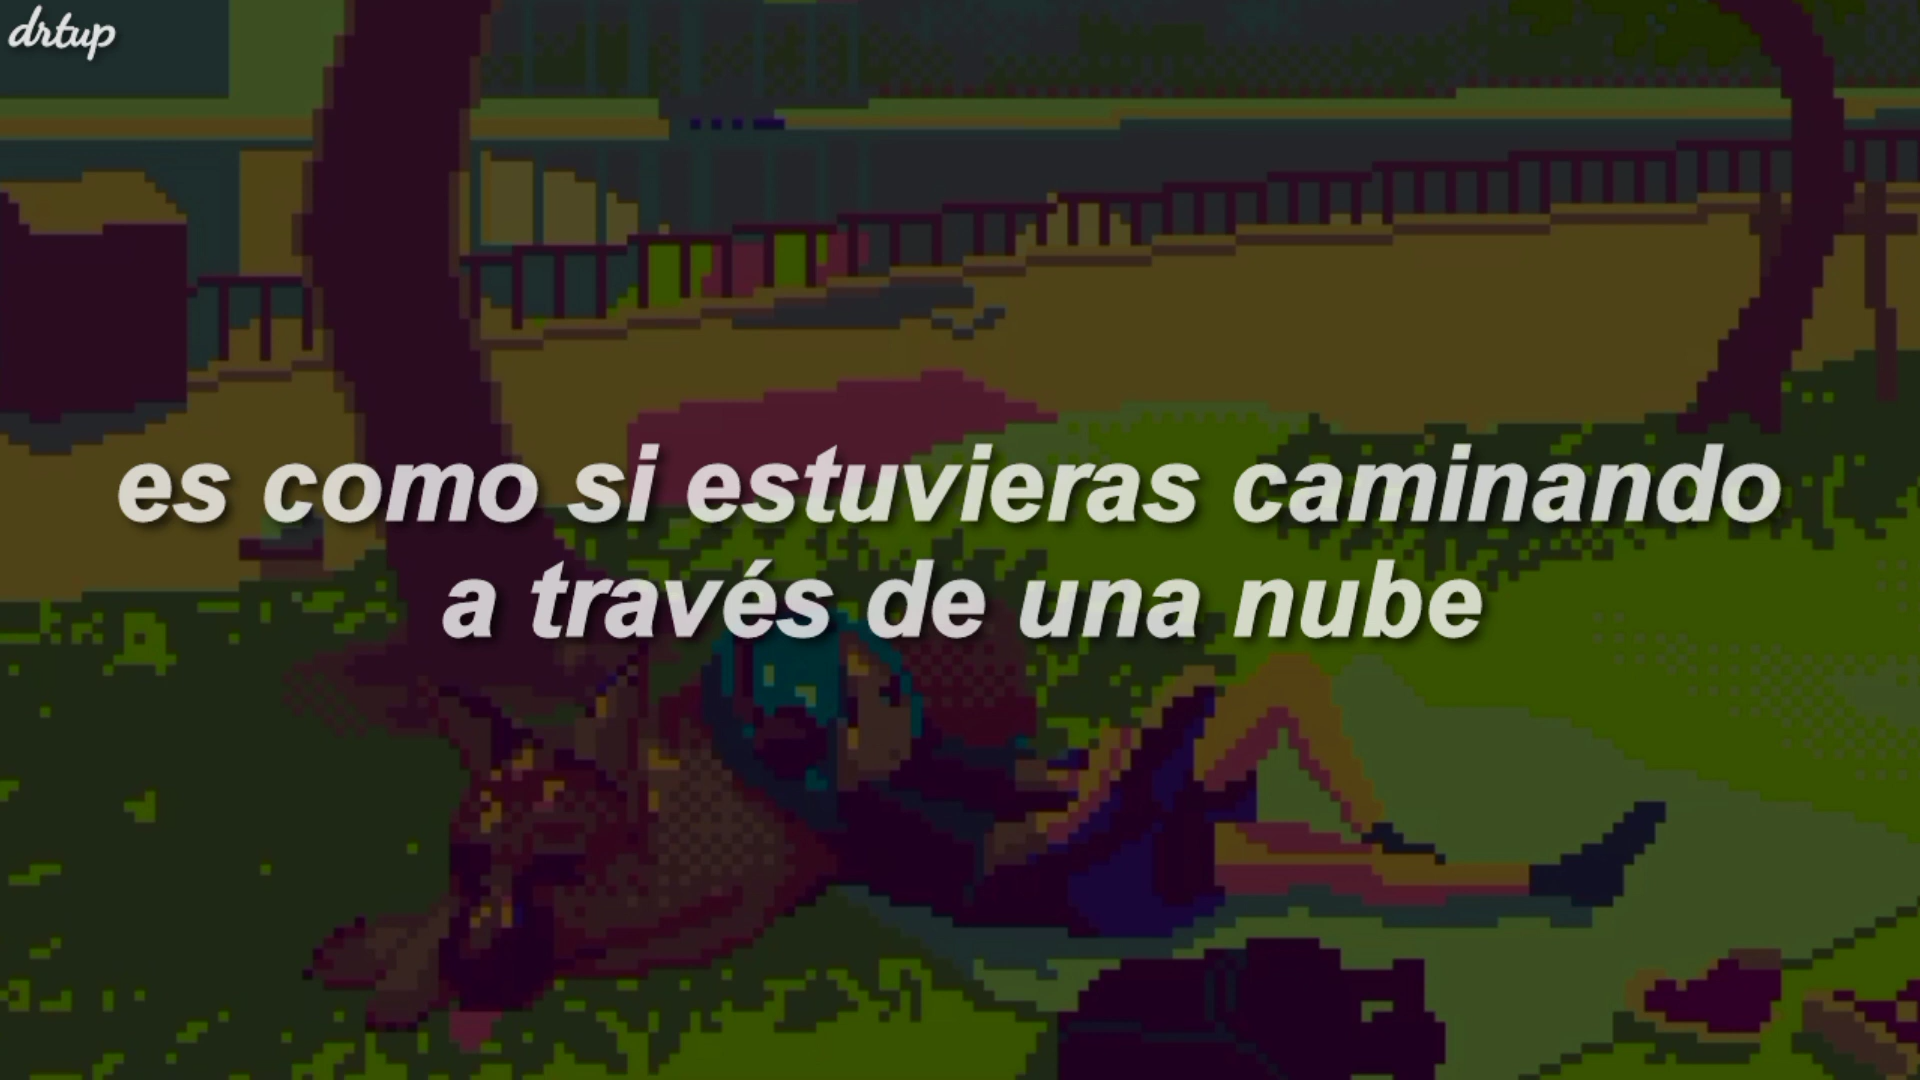 drtup
es como si estuvieras caminando
a través de una nube